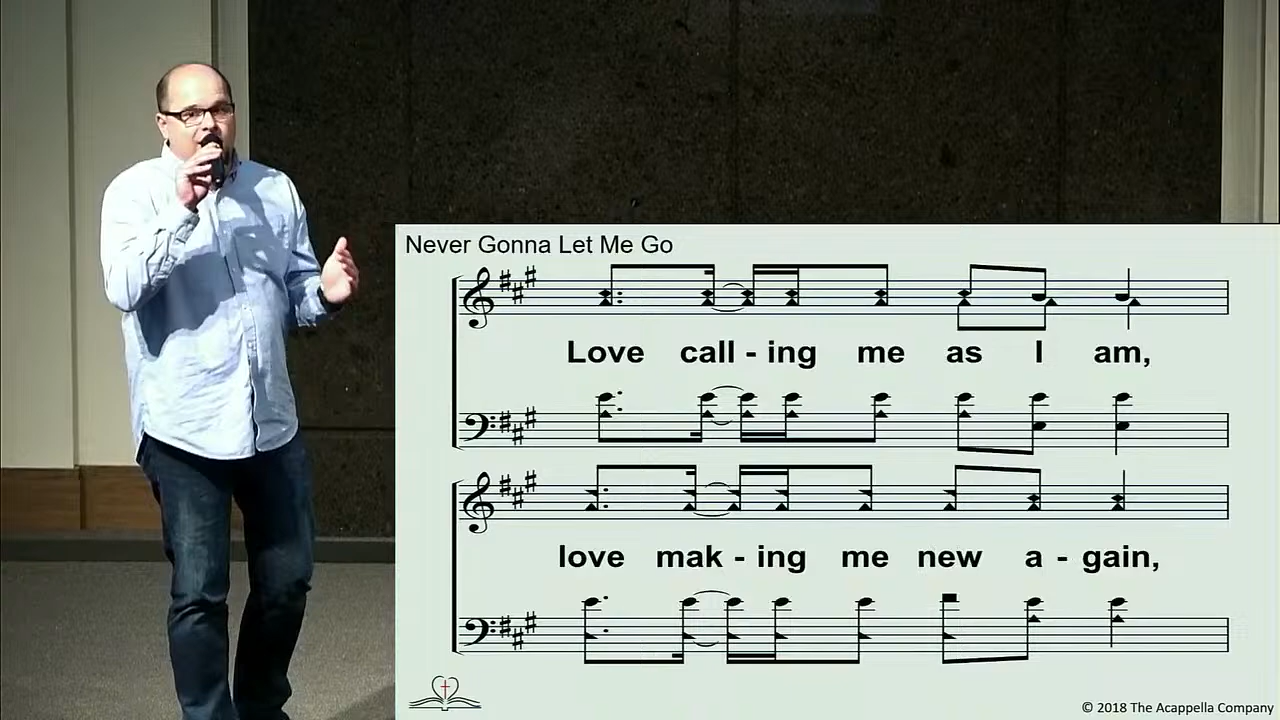 Never Gonna Let Me Go
Love call - ing me as I am,
love mak - ing me new a - gain,
© 2018 The Acappella Company